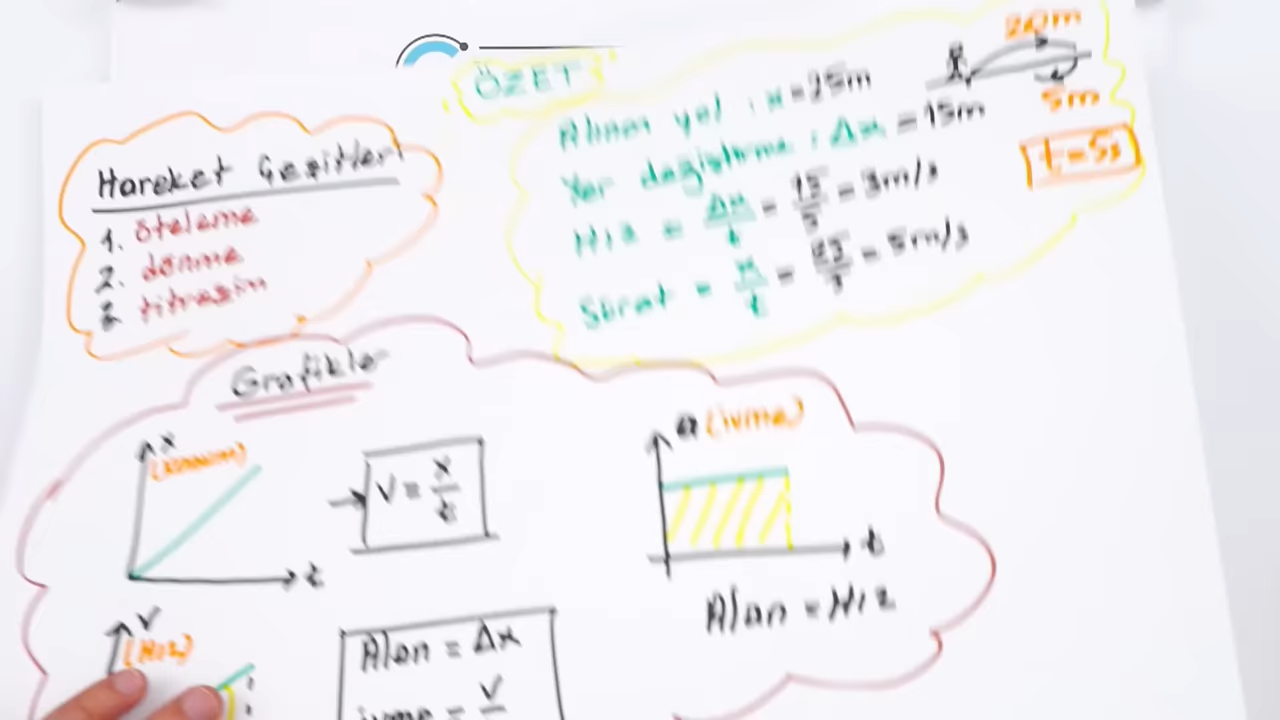 ÖZET
Hareket Çeşitleri
1. öteleme
2. dönme
3. titreşim
Alınan yol : x = 25m
Yer değiştirme : Δx = 15m
Hız = Δx/t = 15/5 = 3m/s
Sürat = x/t = 25/5 = 5m/s
20m
5m
t=5s
Grafikler
x
(konum)
t
V = x/t
a (ivme)
t
Alan = Hız
V
(Hız)
Alan = Δx
ivme = V